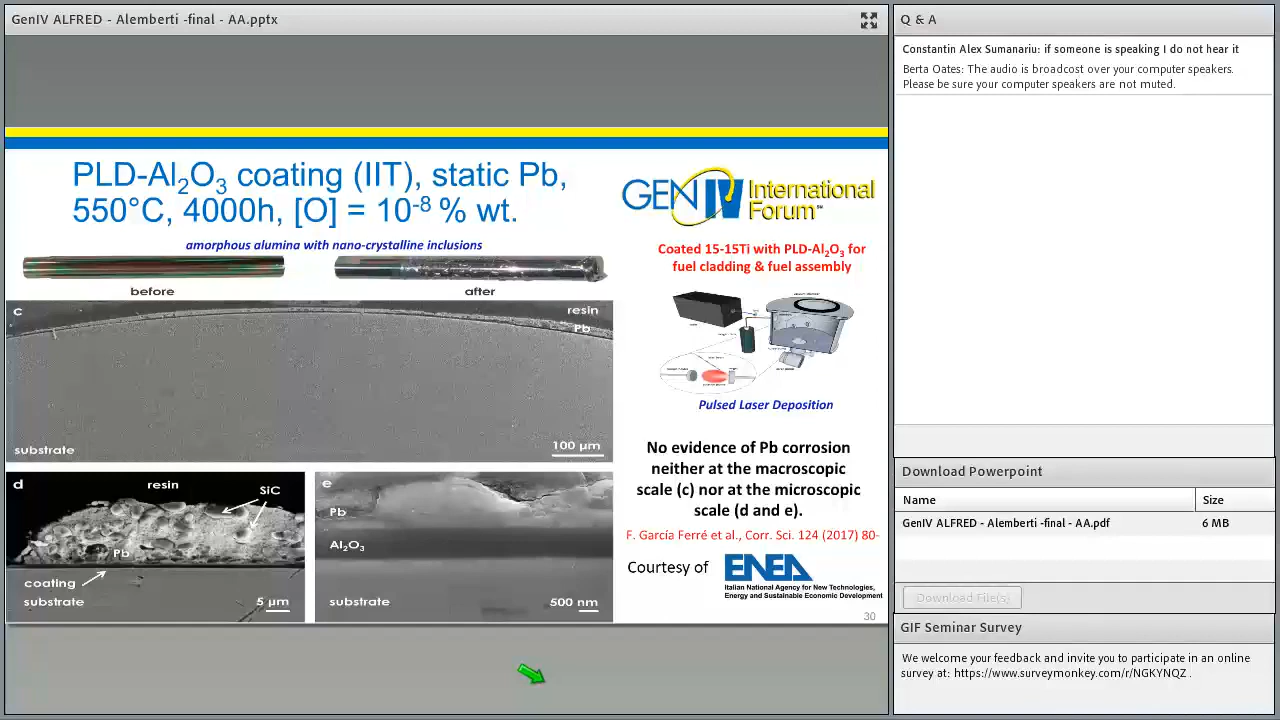 GenIV ALFRED - Alemberti -final - AA.pptx
PLD-Al₂O₃ coating (IIT), static Pb,
550°C, 4000h, [O] = 10⁻⁸ % wt.
GEN IV International
Forum℠
amorphous alumina with nano-crystalline inclusions
before
after
Coated 15-15Ti with PLD-Al₂O₃ for
fuel cladding & fuel assembly
c
resin
Pb
substrate
100 µm
Pulsed Laser Deposition
No evidence of Pb corrosion
neither at the macroscopic
scale (c) nor at the microscopic
scale (d and e).
d
resin
SiC
Pb
coating
substrate
5 µm
e
Pb
Al₂O₃
substrate
500 nm
F. García Ferré et al., Corr. Sci. 124 (2017) 80-
Courtesy of
ENEA
Italian National Agency for New Technologies,
Energy and Sustainable Economic Development
30
Q & A
Constantin Alex Sumanariu: if someone is speaking I do not hear it
Berta Oates: The audio is broadcast over your computer speakers.
Please be sure your computer speakers are not muted.
Download Powerpoint
Name Size
GenIV ALFRED - Alemberti -final - AA.pdf 6 MB
Download File(s)
GIF Seminar Survey
We welcome your feedback and invite you to participate in an online
survey at: https://www.surveymonkey.com/r/NGKYNQZ .